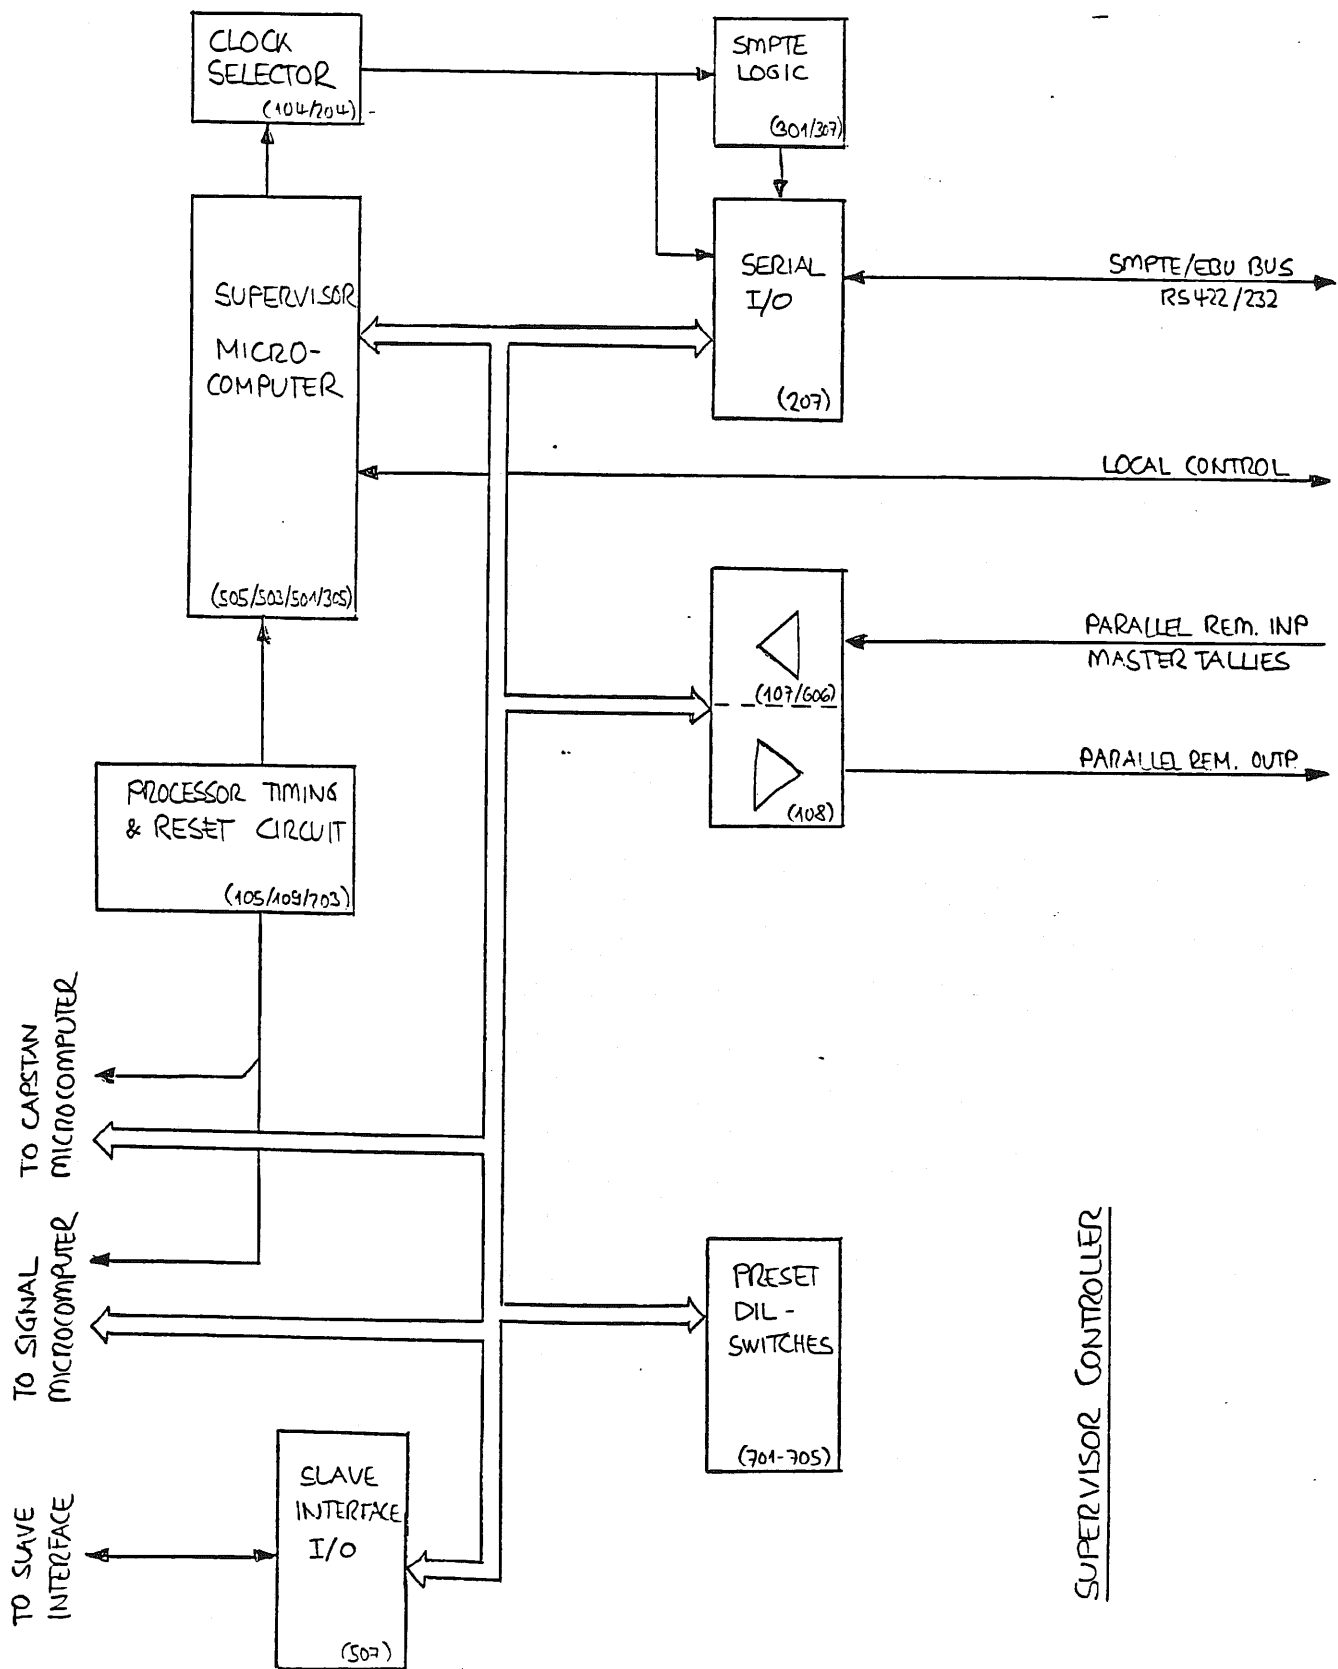 CLOCK
SELECTOR
(104/204)
SMPTE
LOGIC
(301/307)
SUPERVISOR
MICRO-
COMPUTER
(505/503/501/305)
SERIAL
I/O
(207)
SMPTE/EBU BUS
RS422/232
LOCAL CONTROL
(107/606)
(108)
PARALLEL REM. INP
MASTER TALLIES
PARALLEL REM. OUTP.
PROCESSOR TIMING
& RESET CIRCUIT
(105/109/203)
TO CAPSTAN
MICROCOMPUTER
TO SIGNAL
MICROCOMPUTER
TO SLAVE
INTERFACE
SLAVE
INTERFACE
I/O
(507)
PRESET
DIL-
SWITCHES
(701-705)
SUPERVISOR CONTROLLER